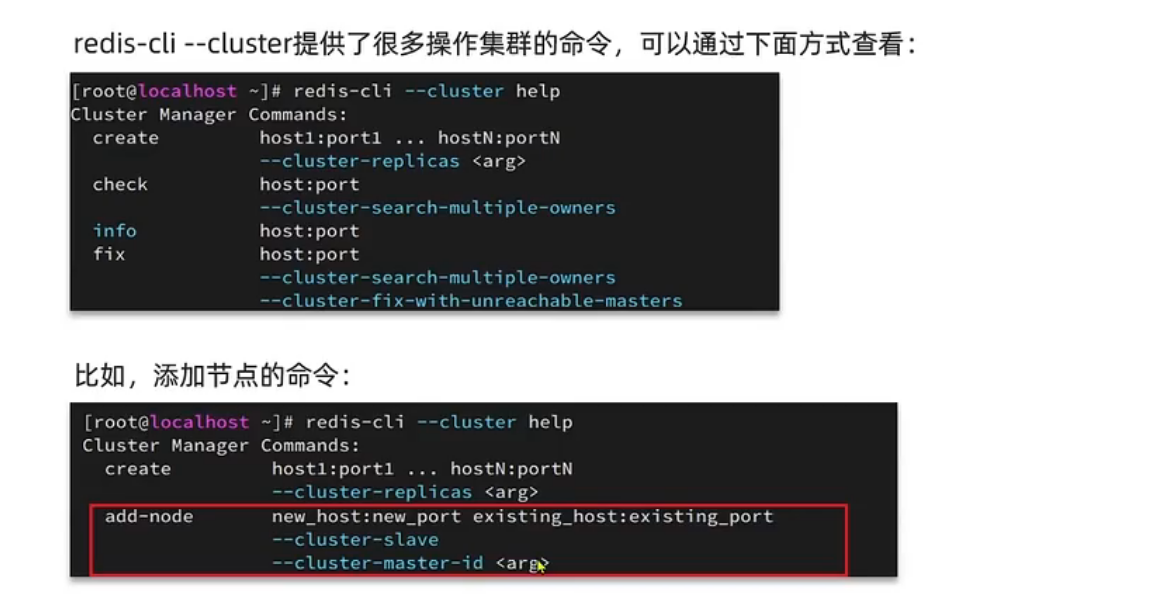 redis-cli --cluster提供了很多操作集群的命令，可以通过下面方式查看：
[root@localhost ~]# redis-cli --cluster help
Cluster Manager Commands:
create host1:port1 ... hostN:portN
--cluster-replicas <arg>
check host:port
--cluster-search-multiple-owners
info host:port
fix host:port
--cluster-search-multiple-owners
--cluster-fix-with-unreachable-masters
比如，添加节点的命令：
[root@localhost ~]# redis-cli --cluster help
Cluster Manager Commands:
create host1:port1 ... hostN:portN
--cluster-replicas <arg>
add-node new_host:new_port existing_host:existing_port
--cluster-slave
--cluster-master-id <arg>